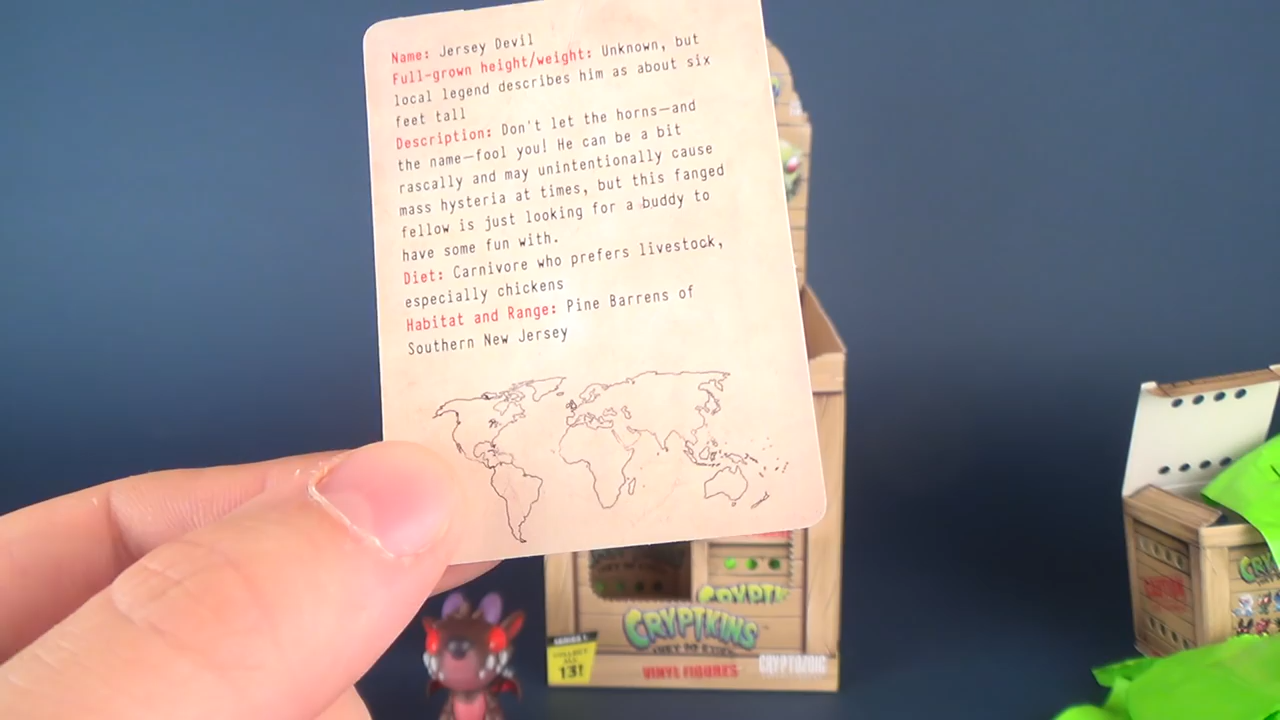 Name: Jersey Devil
Full-grown height/weight: Unknown, but
local legend describes him as about six
feet tall
Description: Don't let the horns—and
the name—fool you! He can be a bit
rascally and may unintentionally cause
mass hysteria at times, but this fanged
fellow is just looking for a buddy to
have some fun with.
Diet: Carnivore who prefers livestock,
especially chickens
Habitat and Range: Pine Barrens of
Southern New Jersey
CRYPTKINS
SERIES 1
COLLECT
ALL
13!
VINYL FIGURES
CRYPTOZOIC